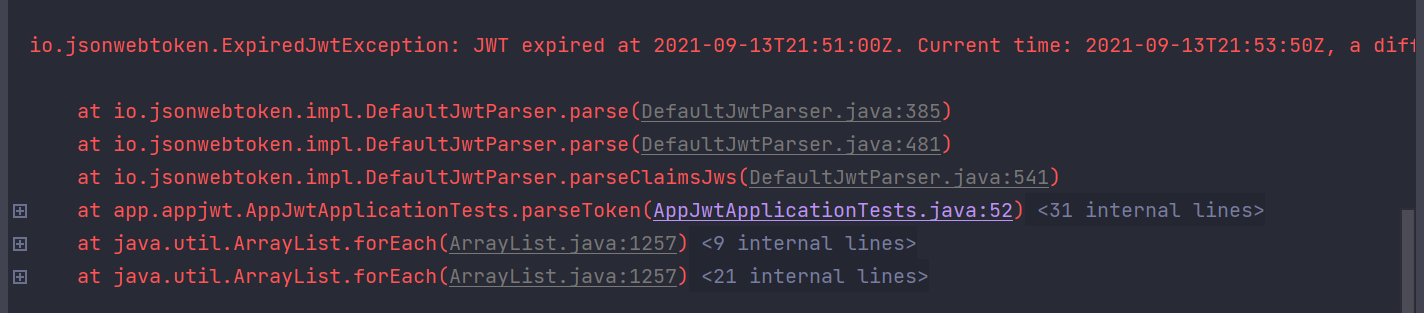 io.jsonwebtoken.ExpiredJwtException: JWT expired at 2021-09-13T21:51:00Z. Current time: 2021-09-13T21:53:50Z, a diff
at io.jsonwebtoken.impl.DefaultJwtParser.parse(DefaultJwtParser.java:385)
at io.jsonwebtoken.impl.DefaultJwtParser.parse(DefaultJwtParser.java:481)
at io.jsonwebtoken.impl.DefaultJwtParser.parseClaimsJws(DefaultJwtParser.java:541)
at app.appjwt.AppJwtApplicationTests.parseToken(AppJwtApplicationTests.java:52) <31 internal lines>
at java.util.ArrayList.forEach(ArrayList.java:1257) <9 internal lines>
at java.util.ArrayList.forEach(ArrayList.java:1257) <21 internal lines>